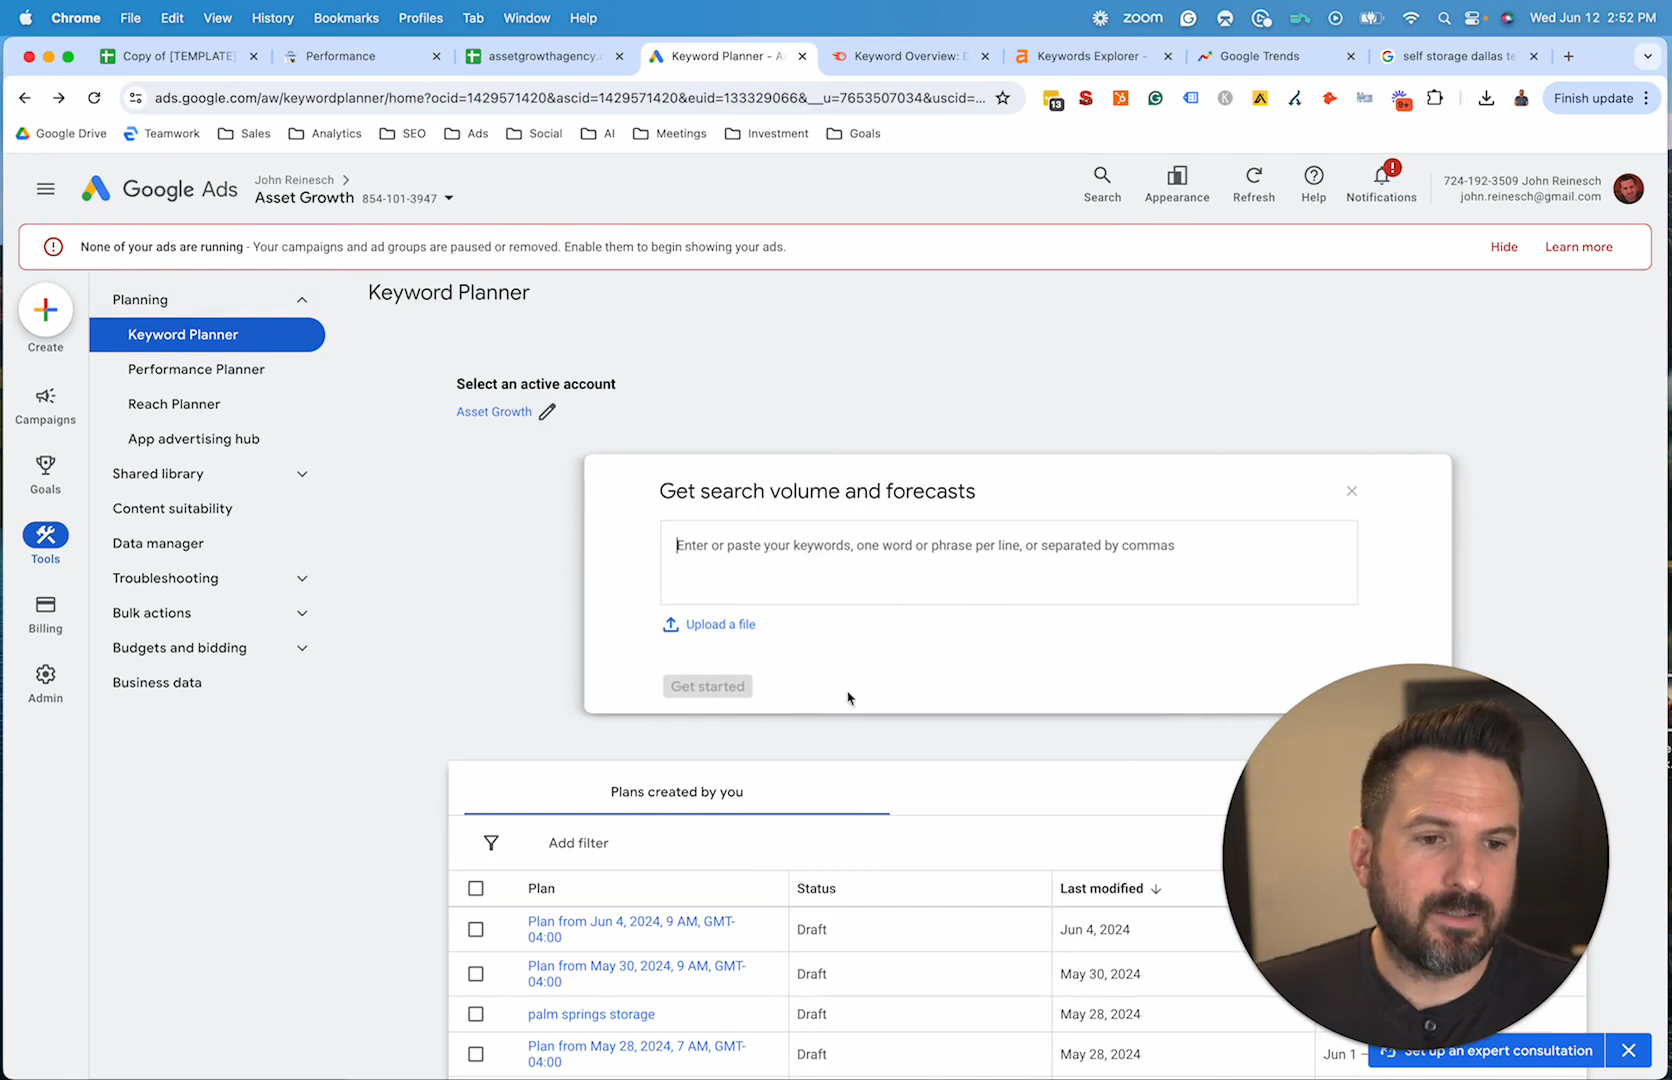 Chrome File Edit View History Bookmarks Profiles Tab Window Help
zoom Wed Jun 12 2:52 PM
Copy of [TEMPLATE] Performance assetgrowthagency. Keyword Planner - A Keyword Overview: Keywords Explorer - Google Trends self storage dallas te
ads.google.com/aw/keywordplanner/home?ocid=1429571420&ascid=1429571420&euid=133329066&__u=7653507034&uscid=...
13 9+ Finish update
Google Drive Teamwork Sales Analytics SEO Ads Social AI Meetings Investment Goals
Google Ads
John Reinesch
Asset Growth 854-101-3947
Search Appearance Refresh Help Notifications
724-192-3509 John Reinesch
john.reinesch@gmail.com
None of your ads are running - Your campaigns and ad groups are paused or removed. Enable them to begin showing your ads.
Hide Learn more
Create
Campaigns
Goals
Tools
Billing
Admin
Planning
Keyword Planner
Performance Planner
Reach Planner
App advertising hub
Shared library
Content suitability
Data manager
Troubleshooting
Bulk actions
Budgets and bidding
Business data
Keyword Planner
Select an active account
Asset Growth
Get search volume and forecasts
Enter or paste your keywords, one word or phrase per line, or separated by commas
Upload a file
Get started
Plans created by you
Add filter
Plan Status Last modified
Plan from Jun 4, 2024, 9 AM, GMT-
04:00
Draft Jun 4, 2024
Plan from May 30, 2024, 9 AM, GMT-
04:00
Draft May 30, 2024
palm springs storage Draft May 28, 2024
Plan from May 28, 2024, 7 AM, GMT-
04:00
Draft May 28, 2024 Jun 1 –
Set up an expert consultation